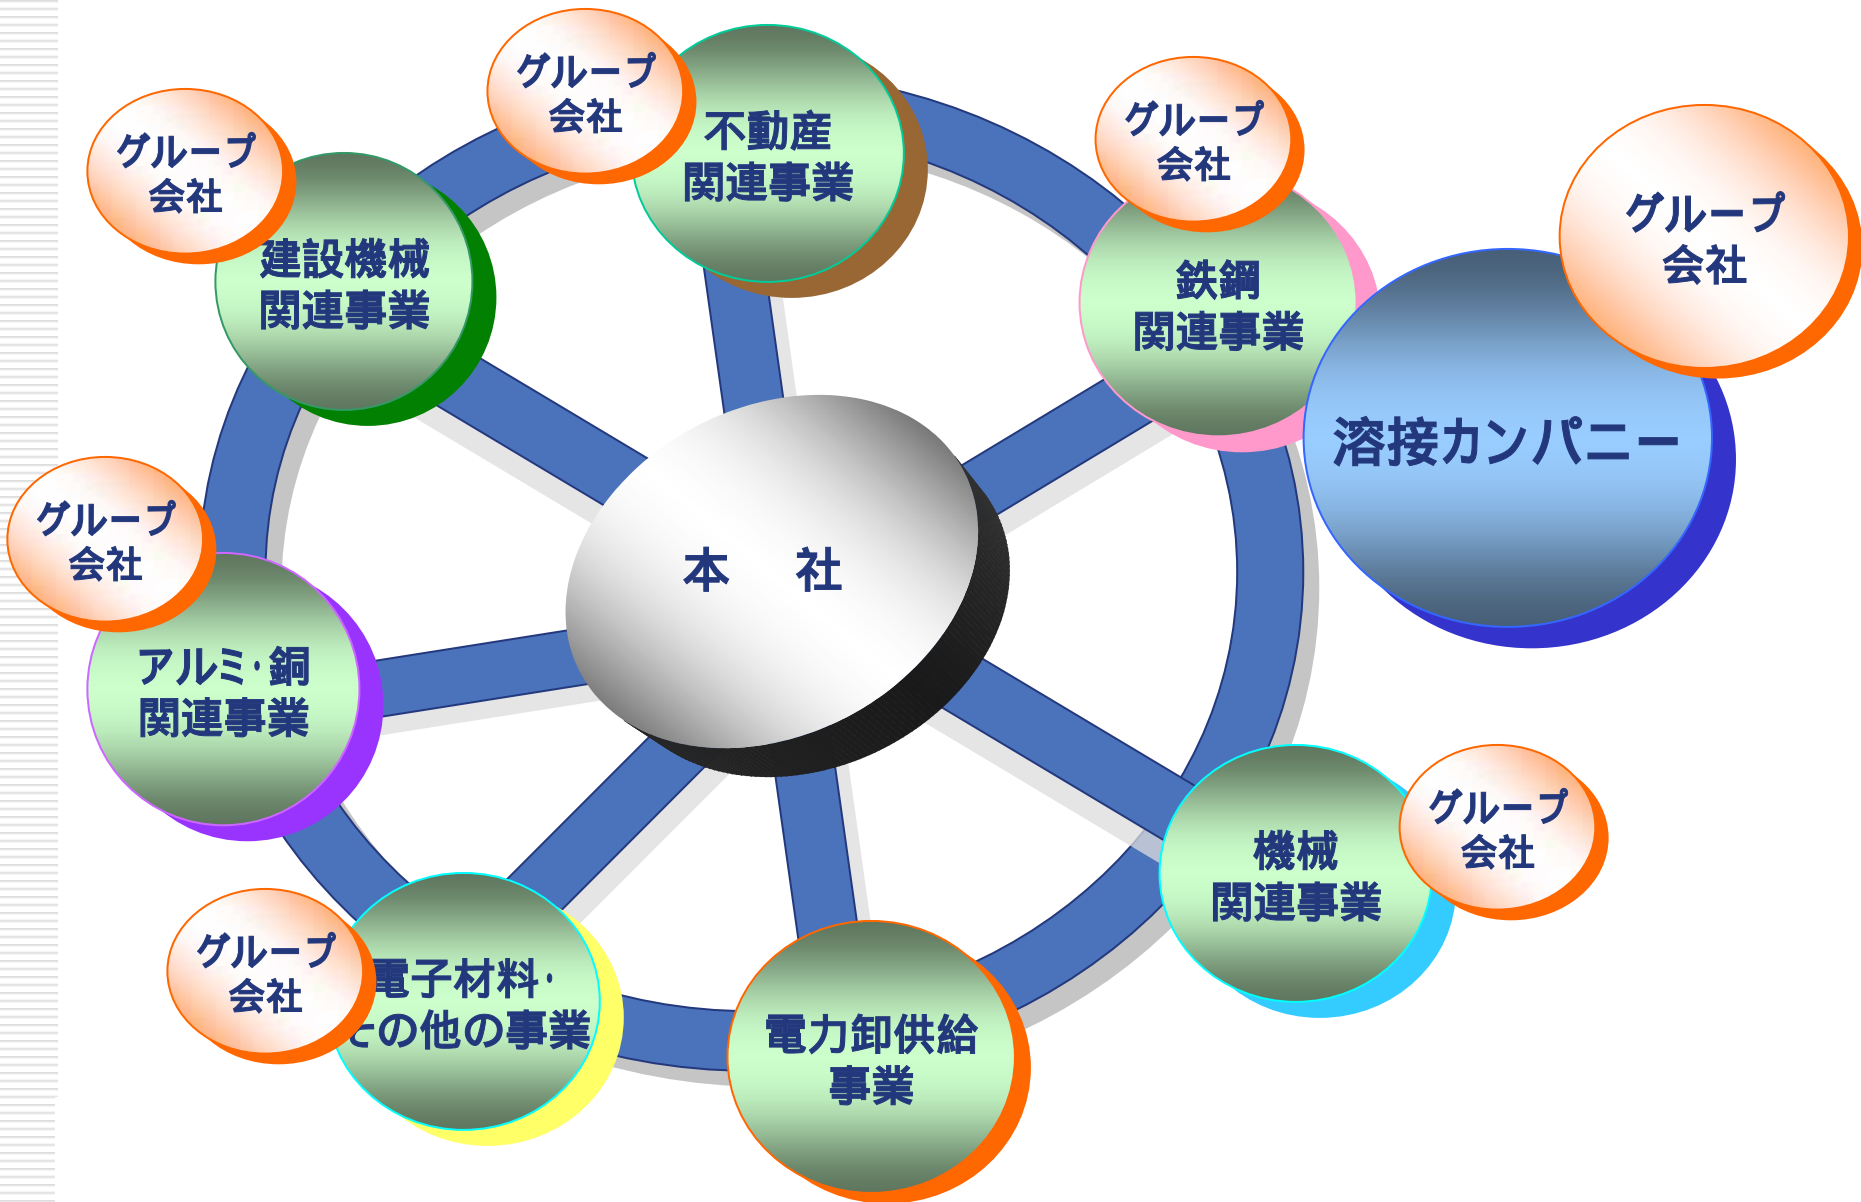 グループ
会社
不動産
関連事業
グループ
会社
建設機械
関連事業
グループ
会社
鉄鋼
関連事業
グループ
会社
溶接カンパニー
本　社
グループ
会社
アルミ・銅
関連事業
機械
関連事業
グループ
会社
グループ
会社
電子材料・
その他の事業
電力卸供給
事業